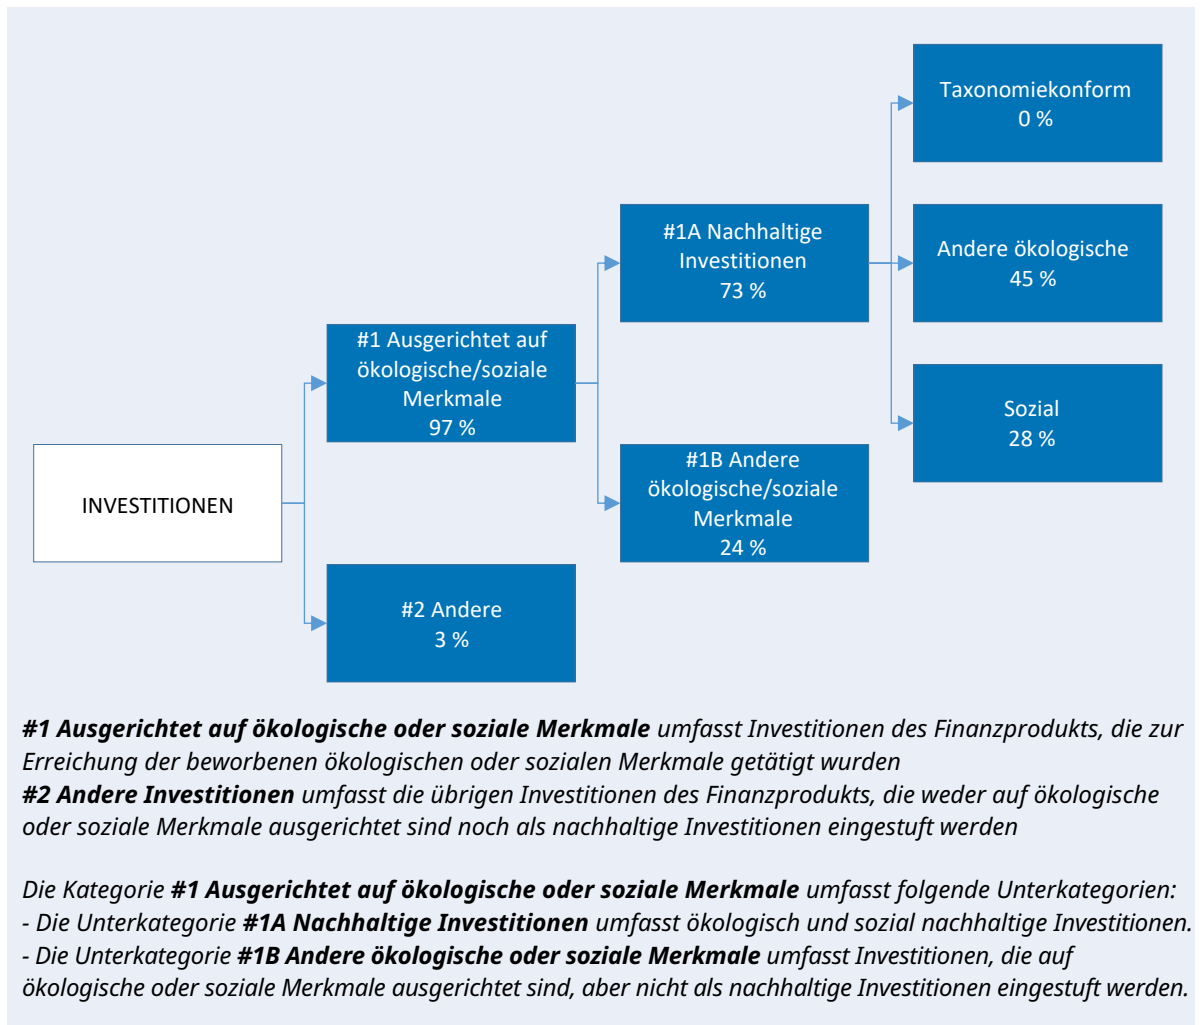 Taxonomiekonform
0 %
#1A Nachhaltige
Investitionen
73 %
Andere ökologische
45 %
#1 Ausgerichtet auf
ökologische/soziale
Merkmale
97 %
Sozial
28 %
INVESTITIONEN
#1B Andere
ökologische/soziale
Merkmale
24 %
#2 Andere
3 %
#1 Ausgerichtet auf ökologische oder soziale Merkmale umfasst Investitionen des Finanzprodukts, die zur
Erreichung der beworbenen ökologischen oder sozialen Merkmale getätigt wurden
#2 Andere Investitionen umfasst die übrigen Investitionen des Finanzprodukts, die weder auf ökologische
oder soziale Merkmale ausgerichtet sind noch als nachhaltige Investitionen eingestuft werden
Die Kategorie #1 Ausgerichtet auf ökologische oder soziale Merkmale umfasst folgende Unterkategorien:
- Die Unterkategorie #1A Nachhaltige Investitionen umfasst ökologisch und sozial nachhaltige Investitionen.
- Die Unterkategorie #1B Andere ökologische oder soziale Merkmale umfasst Investitionen, die auf
ökologische oder soziale Merkmale ausgerichtet sind, aber nicht als nachhaltige Investitionen eingestuft werden.